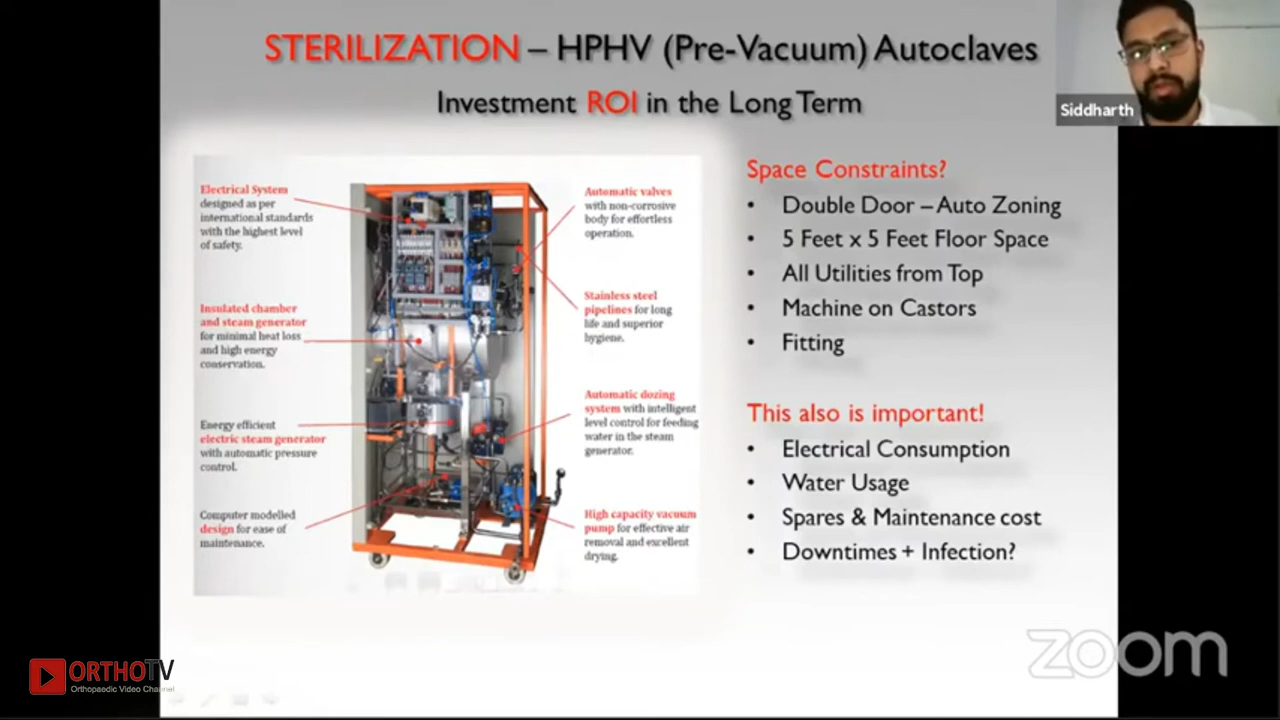 STERILIZATION – HPHV (Pre-Vacuum) Autoclaves
Investment ROI in the Long Term
Siddharth
Electrical System
designed as per
international standards
with the highest level
of safety.
Insulated chamber
and steam generator
for minimal heat loss
and high energy
conservation.
Energy efficient
electric steam generator
with automatic pressure
control.
Computer modelled
design for ease of
maintenance.
Automatic valves
with non-corrosive
body for effortless
operation.
Stainless steel
pipelines for long
life and superior
hygiene.
Automatic dozing
system with intelligent
level control for feeding
water in the steam
generator.
High capacity vacuum
pump for effective air
removal and excellent
drying.
Space Constraints?
• Double Door – Auto Zoning
• 5 Feet x 5 Feet Floor Space
• All Utilities from Top
• Machine on Castors
• Fitting
This also is important!
• Electrical Consumption
• Water Usage
• Spares & Maintenance cost
• Downtimes + Infection?
ORTHOTV
Orthopaedic Video Channel
zoom